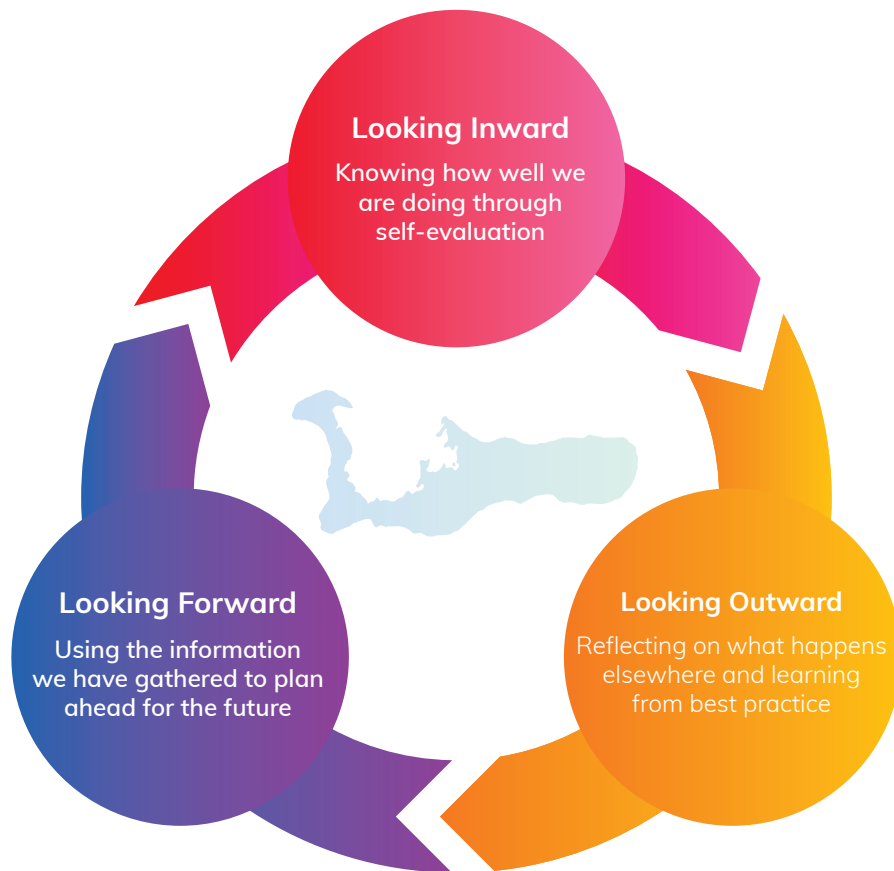 Looking Inward
Knowing how well we
are doing through
self-evaluation
Looking Forward
Using the information
we have gathered to plan
ahead for the future
Looking Outward
Reflecting on what happens
elsewhere and learning
from best practice